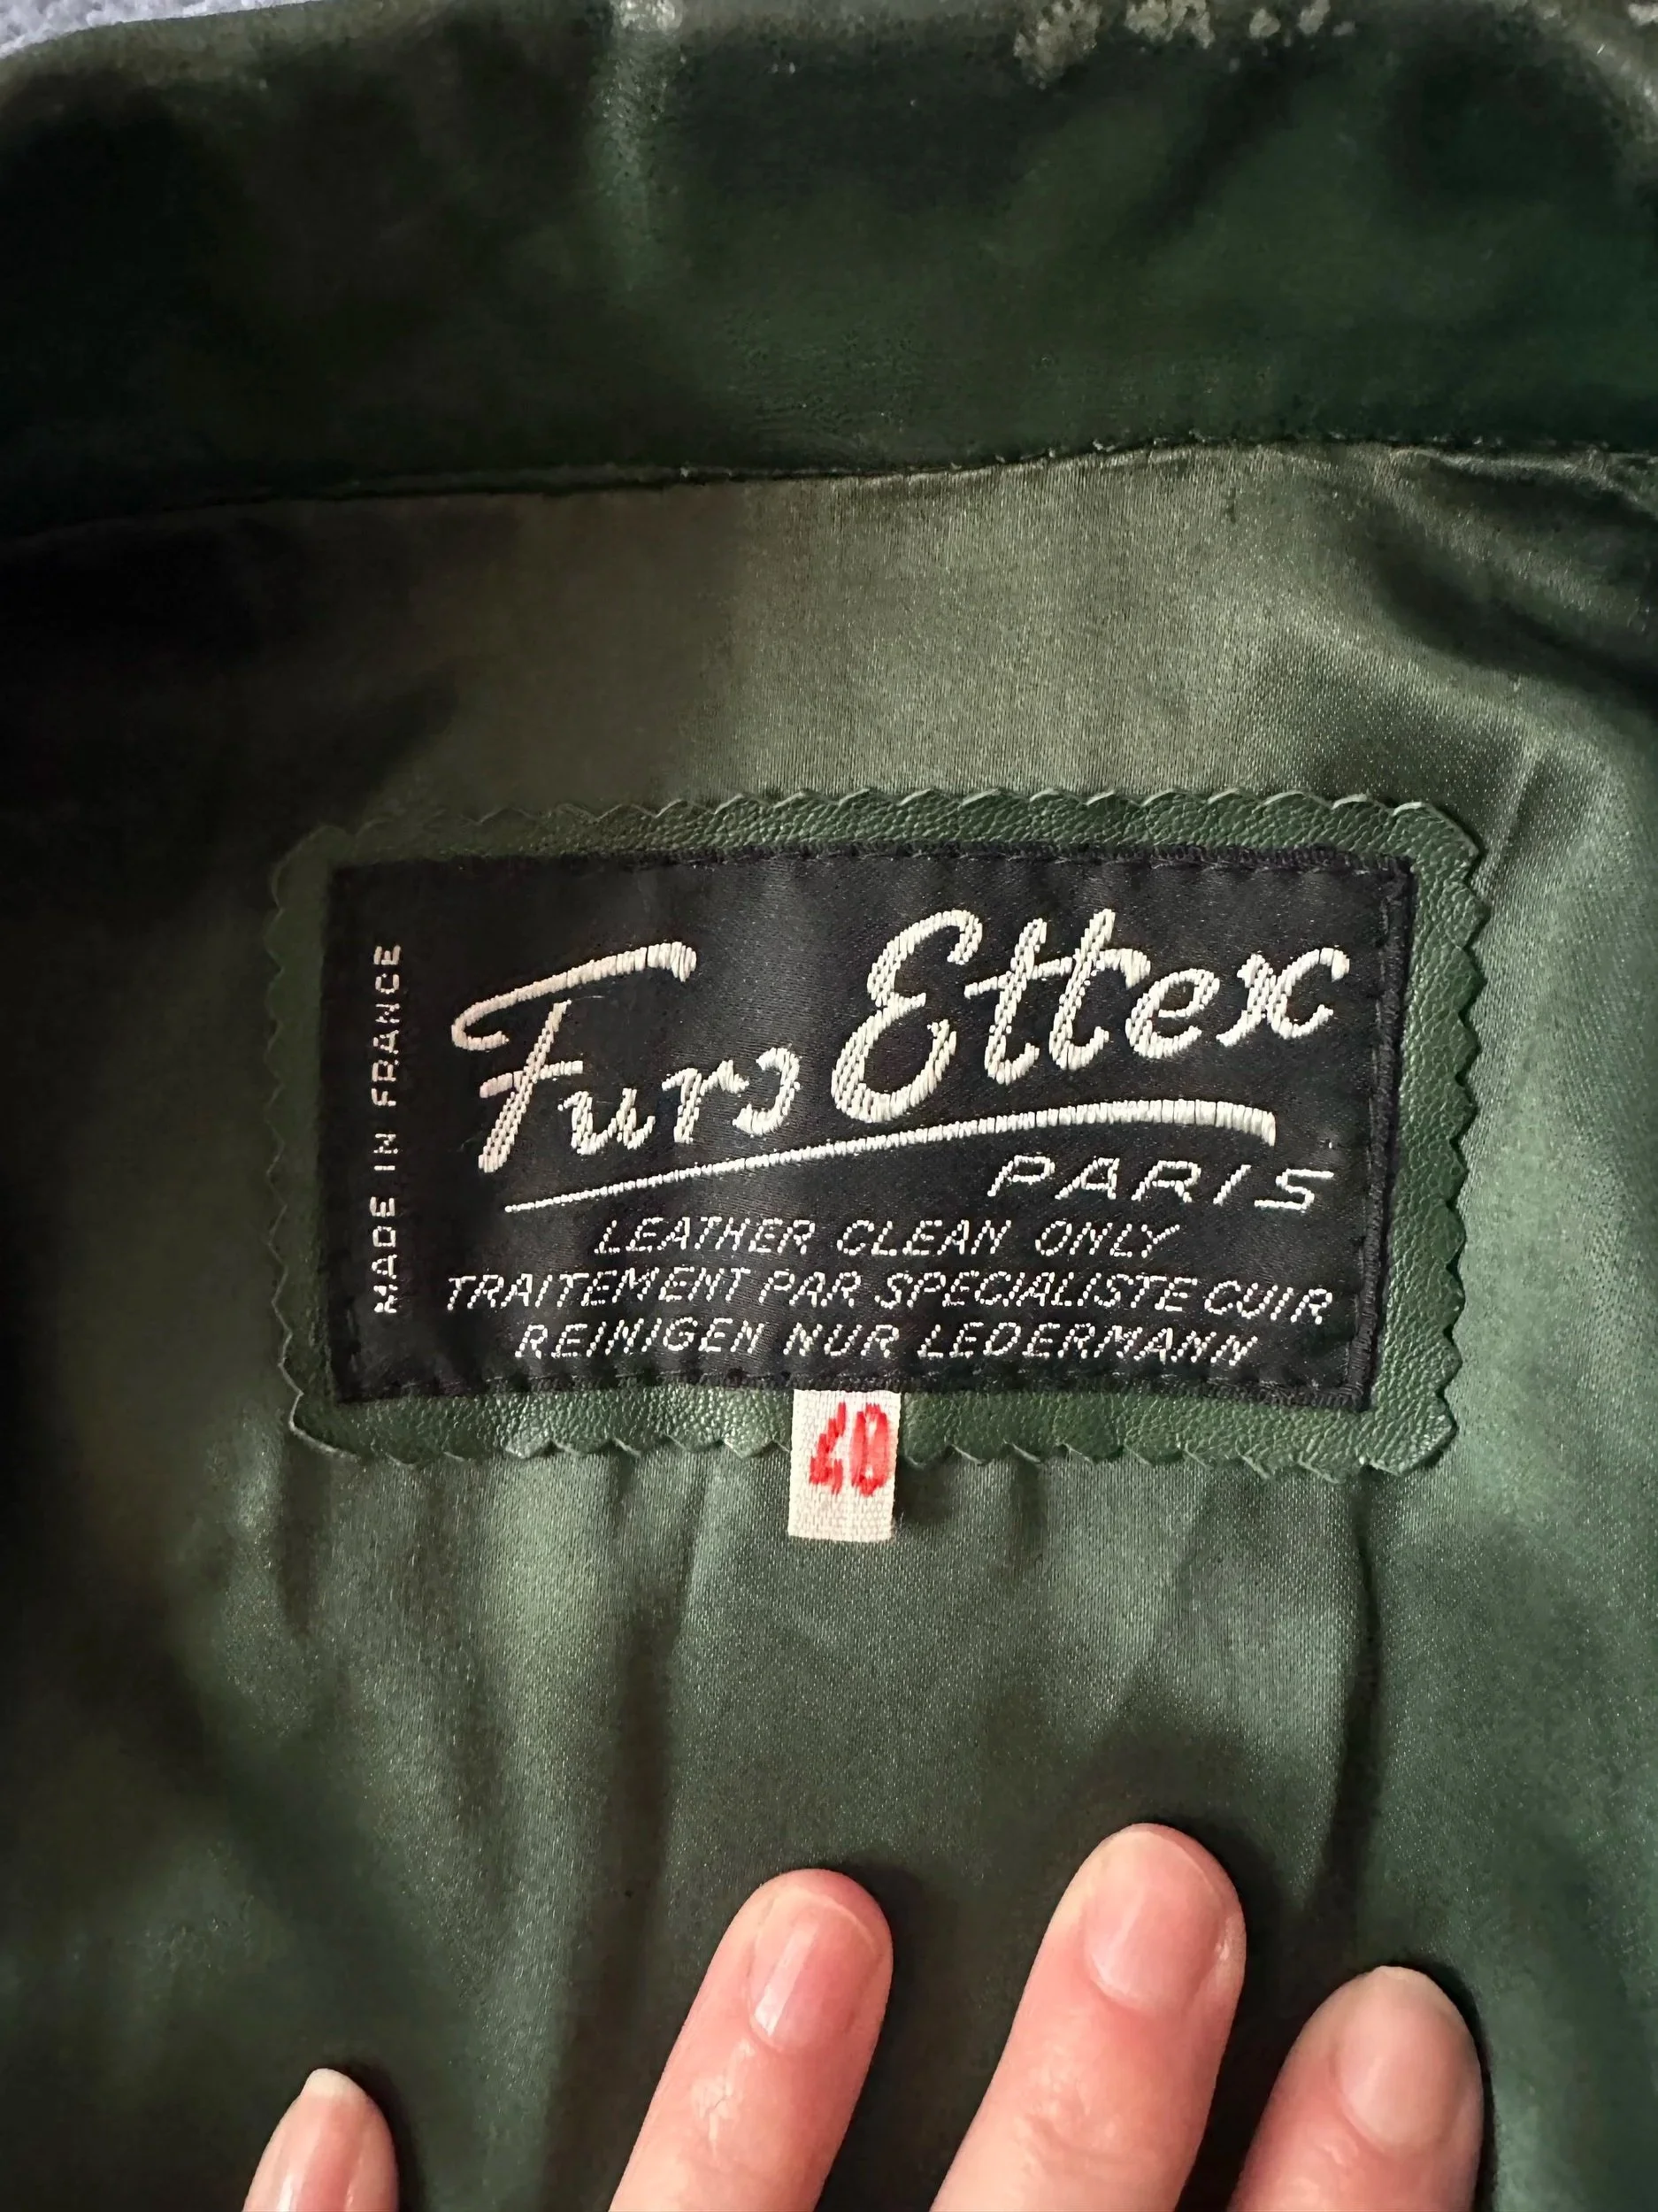 MADE IN FRANCE
Furs Ettex
PARIS
LEATHER CLEAN ONLY
TRAITEMENT PAR SPECIALISTE CUIR
REINIGEN NUR LEDERMANN
40